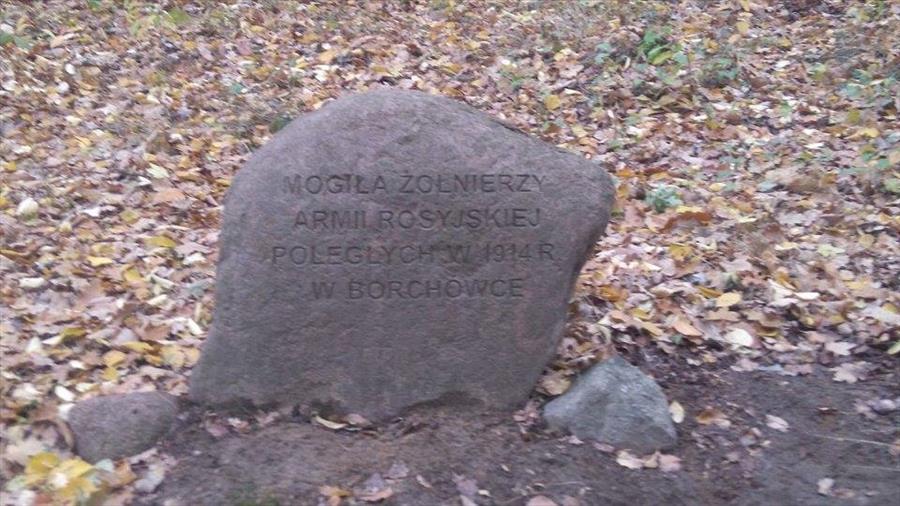 MOGIŁA ŻOŁNIERZY
ARMII ROSYJSKIEJ
POLEGŁYCH W 1914 R.
W BORCHÓWCE